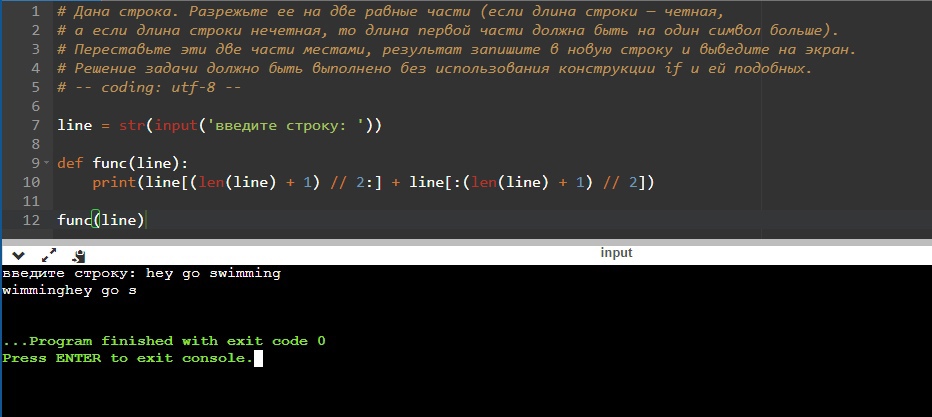 1 # Дана строка. Разрежьте ее на две равные части (если длина строки — четная,
2 # а если длина строки нечетная, то длина первой части должна быть на один символ больше).
3 # Переставьте эти две части местами, результат запишите в новую строку и выведите на экран.
4 # Решение задачи должно быть выполнено без использования конструкции if и ей подобных.
5 # -- coding: utf-8 --
6
7 line = str(input('введите строку: '))
8
9 def func(line):
10     print(line[(len(line) + 1) // 2:] + line[:(len(line) + 1) // 2])
11
12 func(line)
input
введите строку: hey go swimming
wimminghey go s
...Program finished with exit code 0
Press ENTER to exit console.